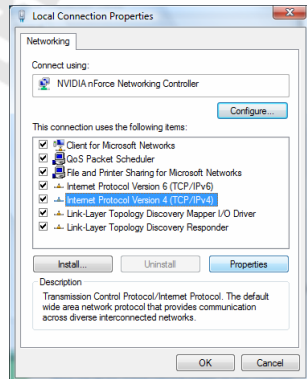 Local Connection Properties
Networking
Connect using:
NVIDIA nForce Networking Controller
Configure...
This connection uses the following items:
Client for Microsoft Networks
QoS Packet Scheduler
File and Printer Sharing for Microsoft Networks
Internet Protocol Version 6 (TCP/IPv6)
Internet Protocol Version 4 (TCP/IPv4)
Link-Layer Topology Discovery Mapper I/O Driver
Link-Layer Topology Discovery Responder
Install... Uninstall Properties
Description
Transmission Control Protocol/Internet Protocol. The default
wide area network protocol that provides communication
across diverse interconnected networks.
OK Cancel